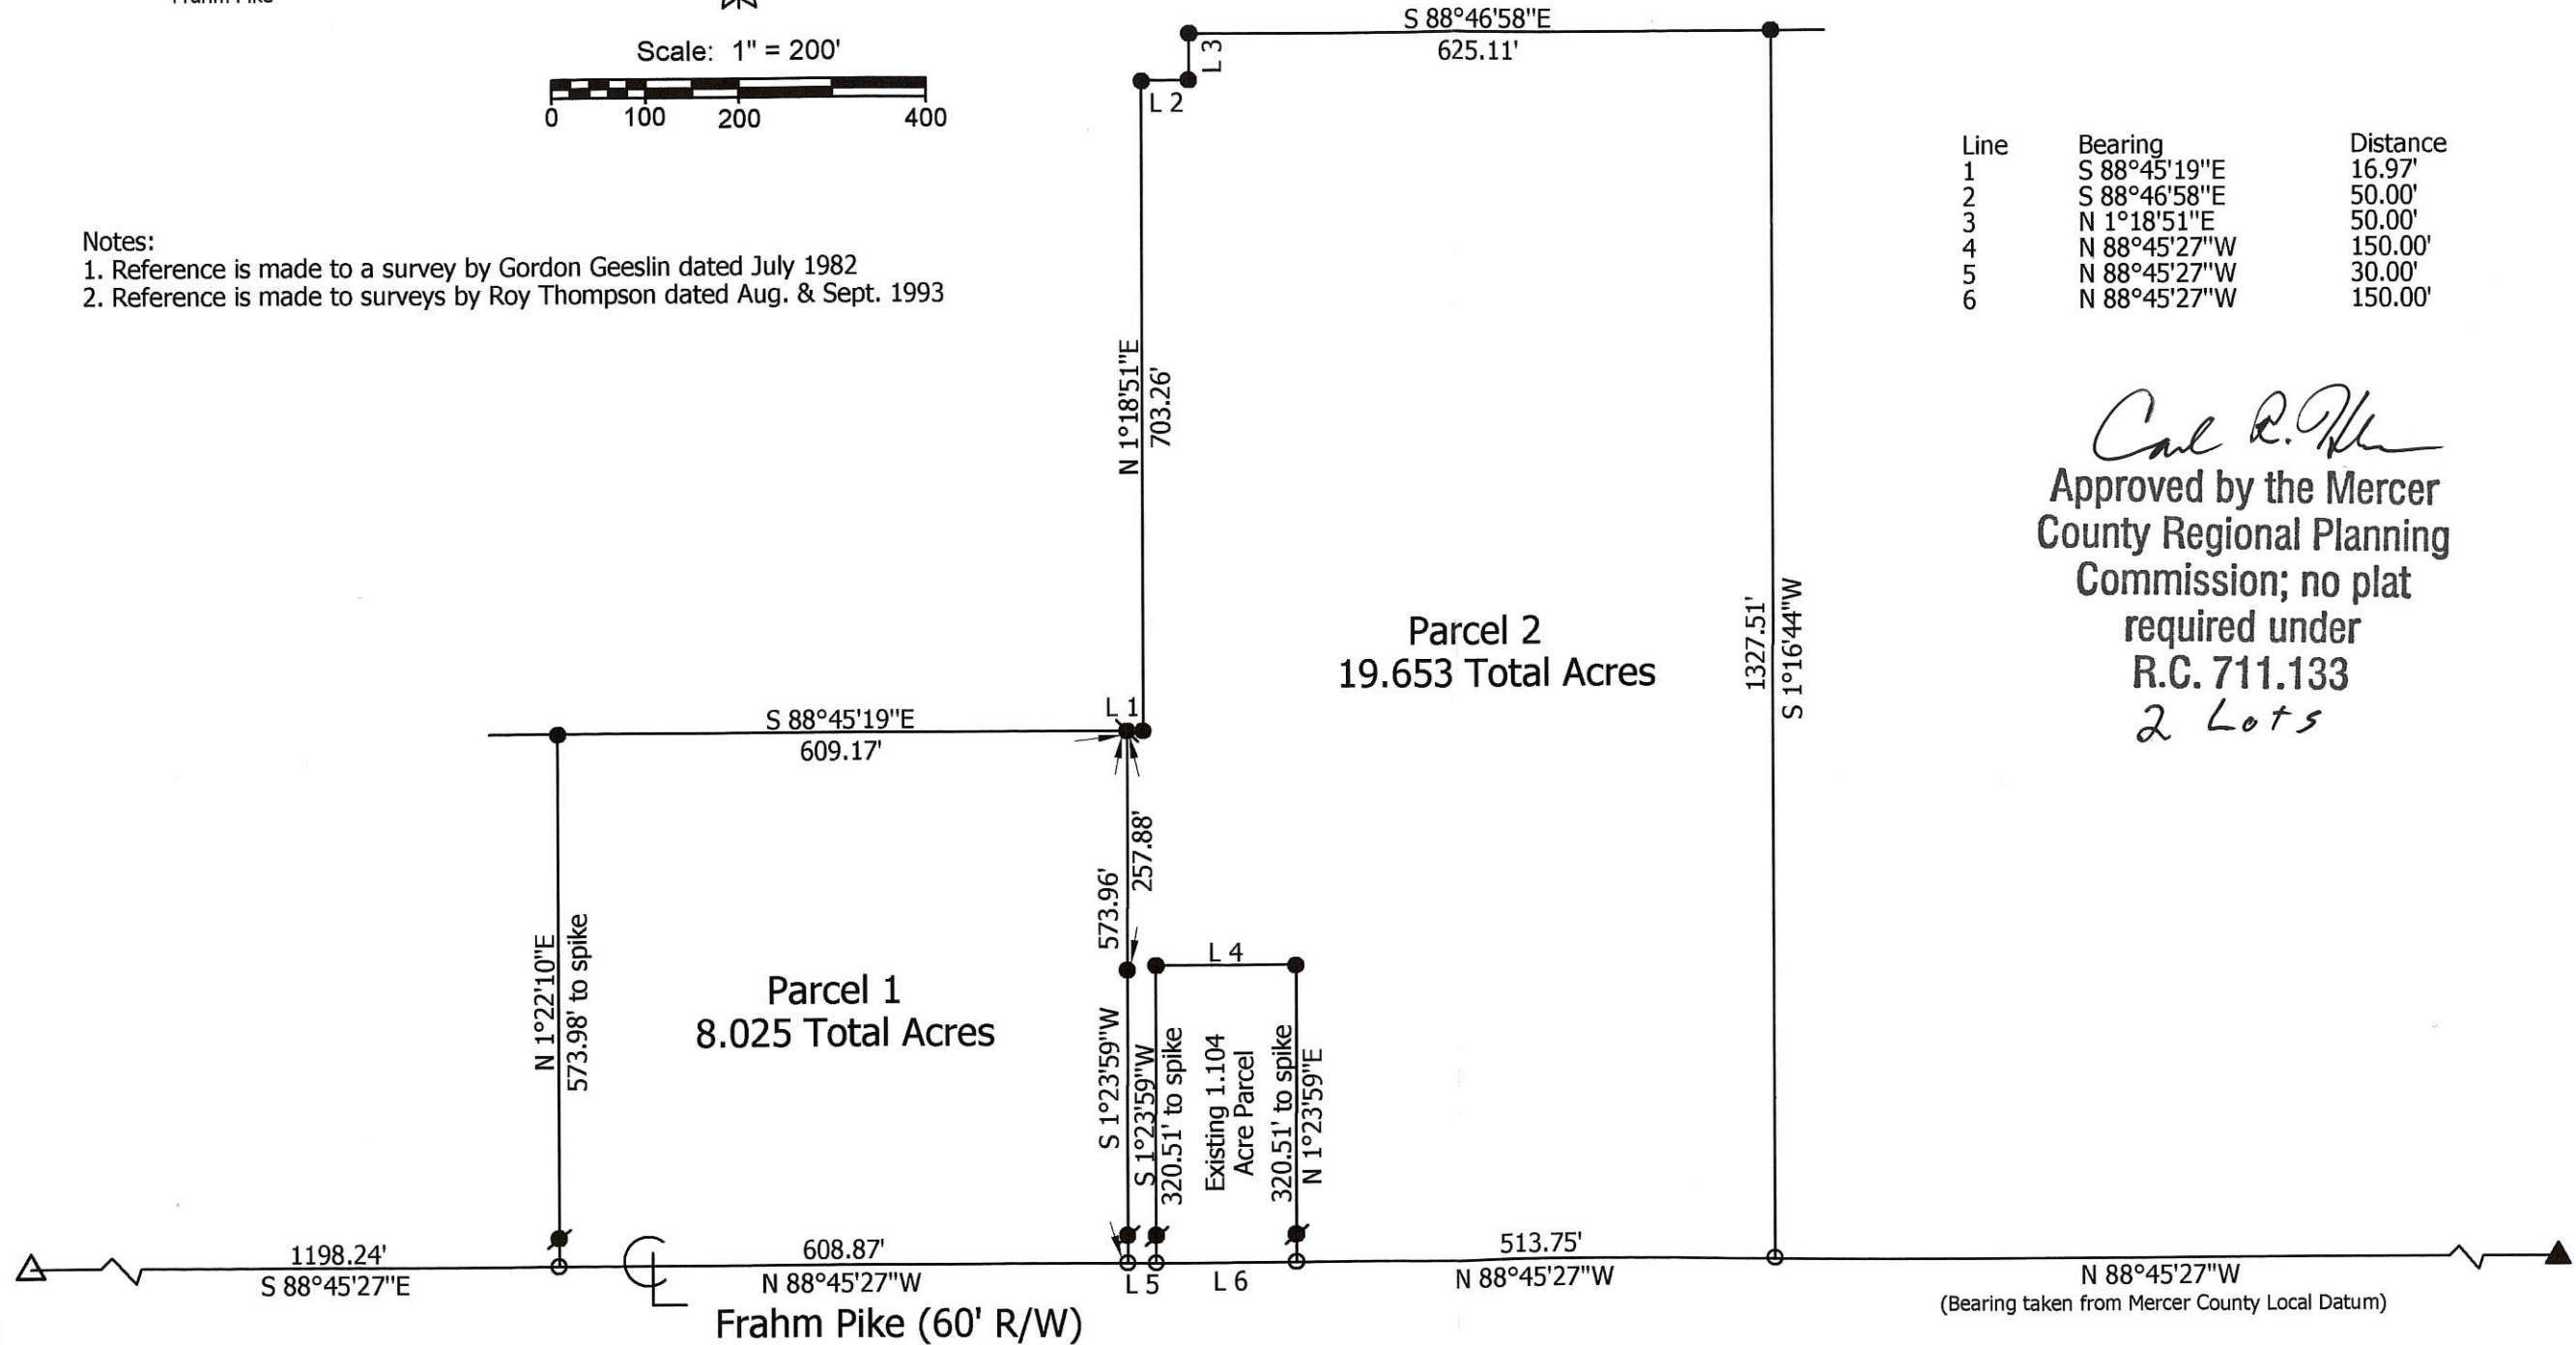 Scale: 1" = 200'
0 100 200 400
Notes:
1. Reference is made to a survey by Gordon Geeslin dated July 1982
2. Reference is made to surveys by Roy Thompson dated Aug. & Sept. 1993
S 88°46'58"E
625.11'
L 3
L 2
N 1°18'51"E
703.26'
1327.51'
S 1°16'44"W
Line Bearing Distance
1 S 88°45'19"E 16.97'
2 S 88°46'58"E 50.00'
3 N 1°18'51"E 50.00'
4 N 88°45'27"W 150.00'
5 N 88°45'27"W 30.00'
6 N 88°45'27"W 150.00'
Carl R.
Approved by the Mercer
County Regional Planning
Commission; no plat
required under
R.C. 711.133
2 Lots
Parcel 2
19.653 Total Acres
L 1
S 88°45'19"E
609.17'
257.88'
573.96'
S 1°23'59"W
N 1°22'10"E
573.98' to spike
Parcel 1
8.025 Total Acres
L 4
S 1°23'59"W
320.51' to spike
Existing 1.104
Acre Parcel
320.51' to spike
N 1°23'59"E
1198.24'
S 88°45'27"E
608.87'
N 88°45'27"W
L 5
L 6
513.75'
N 88°45'27"W
N 88°45'27"W
(Bearing taken from Mercer County Local Datum)
Frahm Pike (60' R/W)